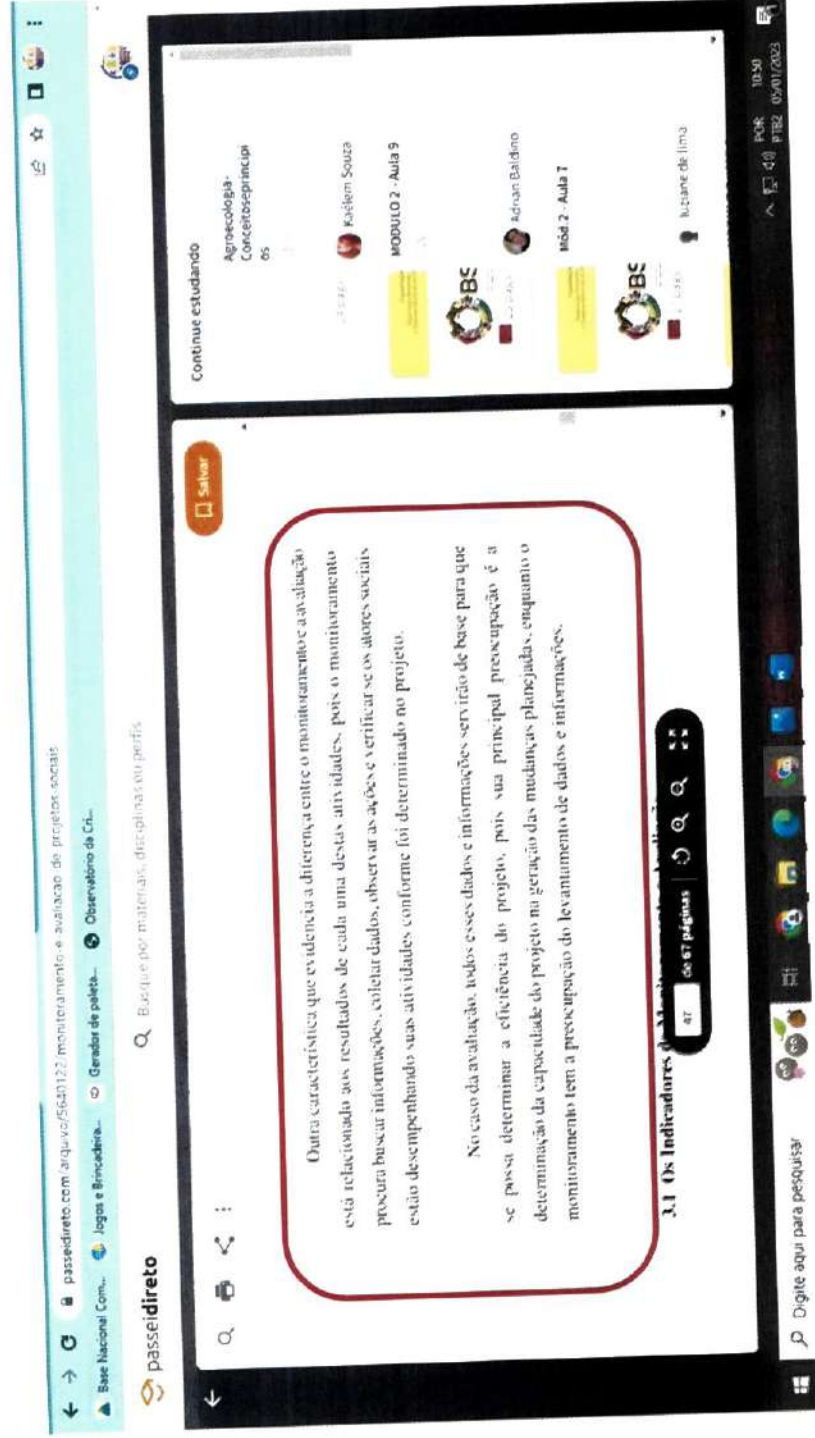 passeidireto.com/arquivo/5640122/monitoramento-e-avaliacao-de-projetos-sociais
Base Nacional Com...
Jogos e Brincadeira...
Gerador de paleta...
Observatório da Cri...
passeidireto
Busque por materiais, disciplinas ou perfis
Salvar
Outra característica que evidencia a diferença entre o monitoramento e a avaliação
está relacionado aos resultados de cada uma destas atividades, pois o monitoramento
procura buscar informações, coletar dados, observar as ações e verificar se os atores sociais
estão desempenhando suas atividades conforme foi determinado no projeto.
No caso da avaliação, todos esses dados e informações servirão de base para que
se possa determinar a eficiência do projeto, pois sua principal preocupação é a
determinação da capacidade do projeto na geração das mudanças planejadas, enquanto o
monitoramento tem a preocupação do levantamento de dados e informações.
3.1 Os Indicadores
47 de 67 páginas
Continue estudando
Agroecologia-
Conceitoseprincipi
os
Kaélem Souza
MODULO 2 - Aula 9
BS
Adrian Baldino
Mód.2 - Aula 7
BS
luziane de lima
Digite aqui para pesquisar
POR
PTB2
10:50
05/01/2023